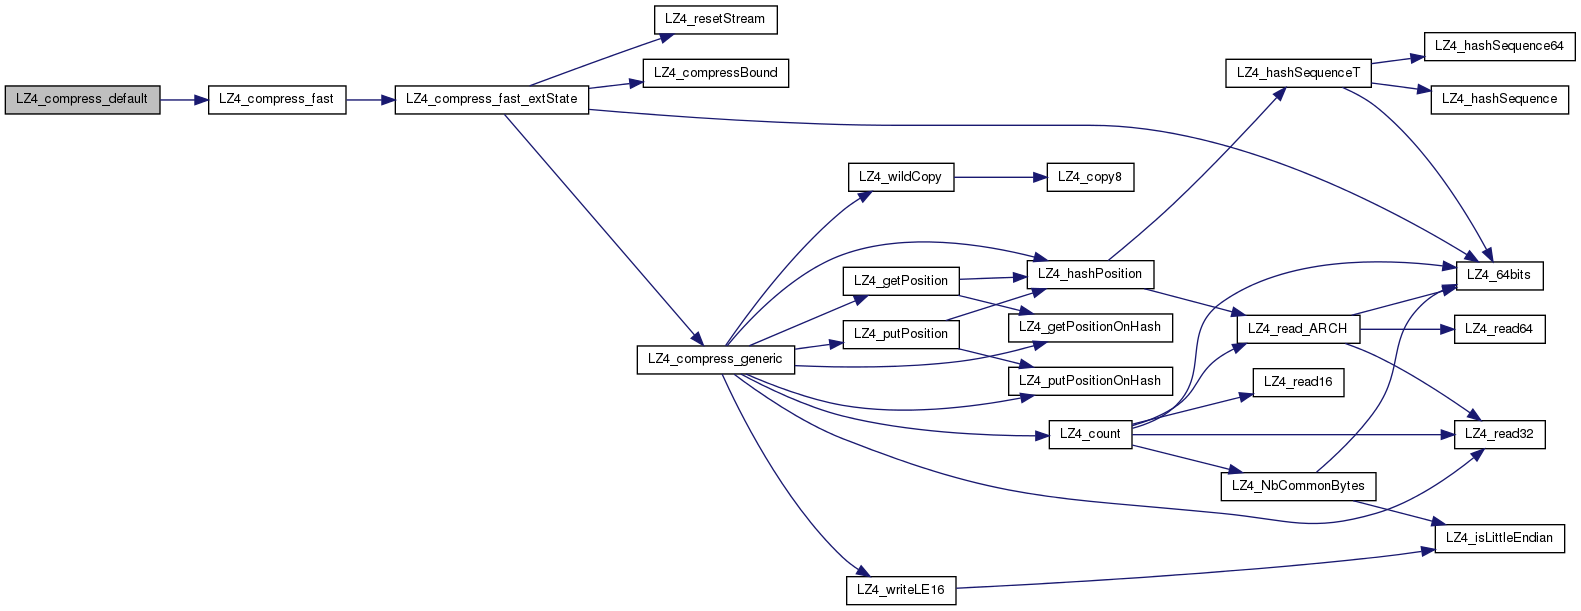 LZ4_compress_default
LZ4_compress_fast
LZ4_compress_fast_extState
LZ4_resetStream
LZ4_compressBound
LZ4_compress_generic
LZ4_wildCopy
LZ4_copy8
LZ4_getPosition
LZ4_putPosition
LZ4_hashPosition
LZ4_getPositionOnHash
LZ4_putPositionOnHash
LZ4_count
LZ4_writeLE16
LZ4_hashSequenceT
LZ4_read_ARCH
LZ4_read16
LZ4_NbCommonBytes
LZ4_hashSequence64
LZ4_hashSequence
LZ4_64bits
LZ4_read64
LZ4_read32
LZ4_isLittleEndian